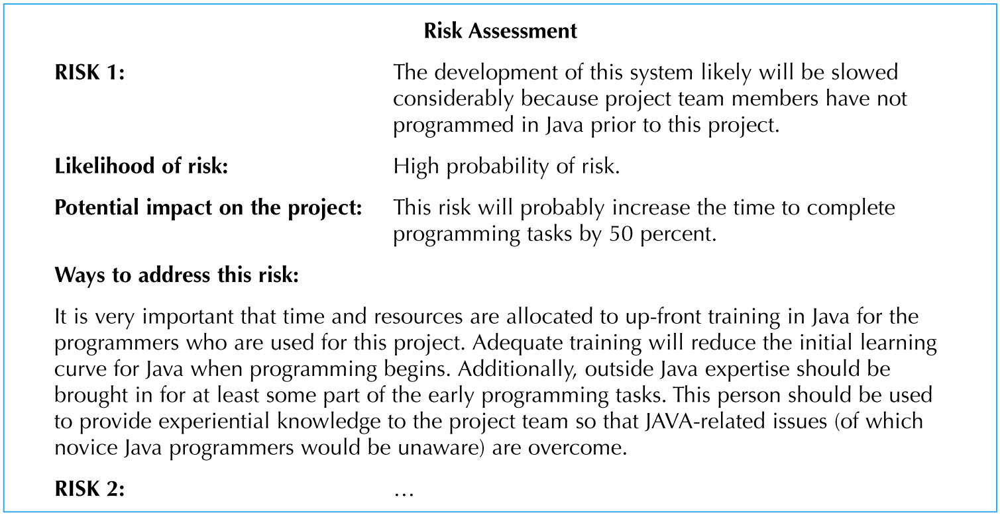 Risk Assessment
RISK 1: The development of this system likely will be slowed
considerably because project team members have not
programmed in Java prior to this project.
Likelihood of risk: High probability of risk.
Potential impact on the project: This risk will probably increase the time to complete
programming tasks by 50 percent.
Ways to address this risk:
It is very important that time and resources are allocated to up-front training in Java for the
programmers who are used for this project. Adequate training will reduce the initial learning
curve for Java when programming begins. Additionally, outside Java expertise should be
brought in for at least some part of the early programming tasks. This person should be used
to provide experiential knowledge to the project team so that JAVA-related issues (of which
novice Java programmers would be unaware) are overcome.
RISK 2: …